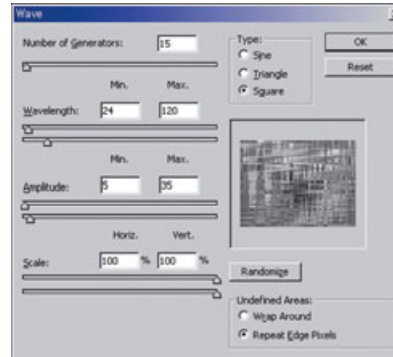 Wave
Number of Generators: 15
Min. Max.
Wavelength: 24 120
Min. Max.
Amplitude: 5 35
Horiz. Vert.
Scale: 100 % 100 %
Type:
Sine
Triangle
Square
OK
Reset
Randomize
Undefined Areas:
Wrap Around
Repeat Edge Pixels